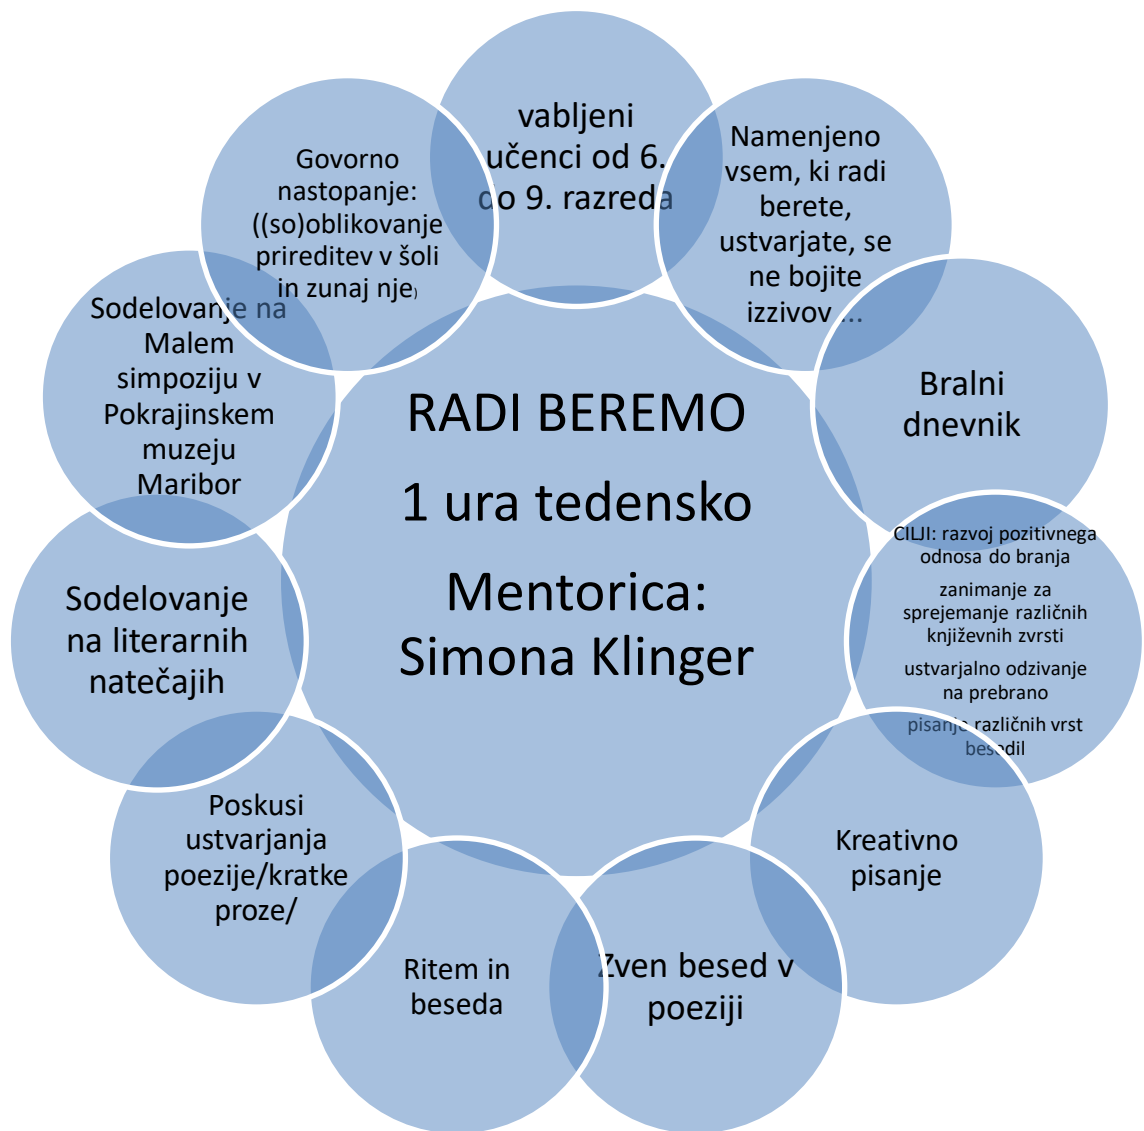 RADI BEREMO
1 ura tedensko
Mentorica:
Simona Klinger
vabljeni
učenci od 6.
do 9. razreda
Namenjeno
vsem, ki radi
berete,
ustvarjate, se
ne bojite
izzivov ...
Bralni
dnevnik
CILJI: razvoj pozitivnega
odnosa do branja
zanimanje za
sprejemanje različnih
književnih zvrsti
ustvarjalno odzivanje
na prebrano
pisanje različnih vrst
besedil
Kreativno
pisanje
Zven besed v
poeziji
Ritem in
beseda
Poskusi
ustvarjanja
poezije/kratke
proze/
Sodelovanje
na literarnih
natečajih
Sodelovanje na
Malem
simpoziju v
Pokrajinskem
muzeju
Maribor
Govorno
nastopanje:
((so)oblikovanje
prireditev v šoli
in zunaj nje)